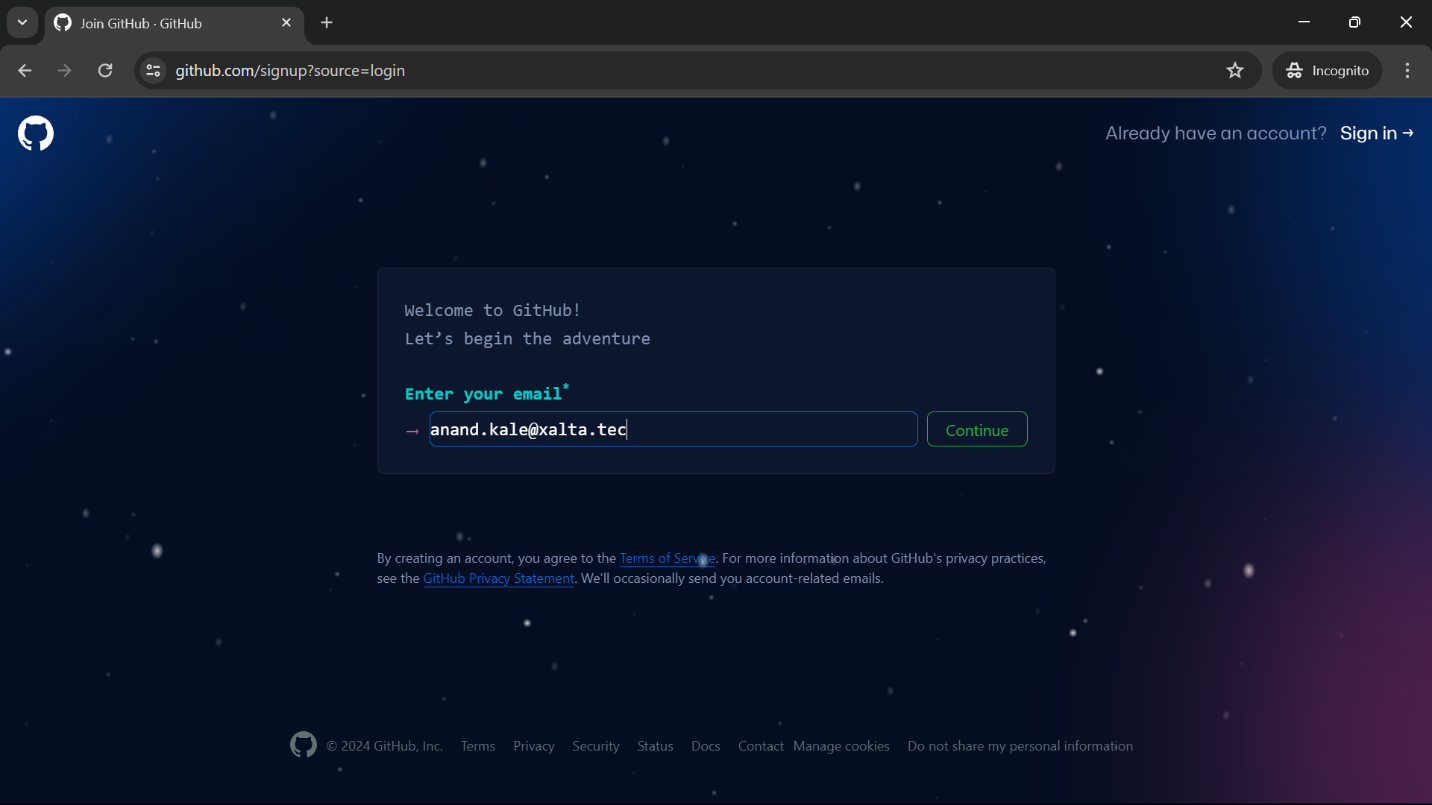 Join GitHub · GitHub
github.com/signup?source=login
Incognito
Already have an account? Sign in →
Welcome to GitHub!
Let’s begin the adventure
Enter your email*
→ anand.kale@xalta.tec
Continue
By creating an account, you agree to the Terms of Service. For more information about GitHub's privacy practices,
see the GitHub Privacy Statement. We'll occasionally send you account-related emails.
© 2024 GitHub, Inc. Terms Privacy Security Status Docs Contact Manage cookies Do not share my personal information